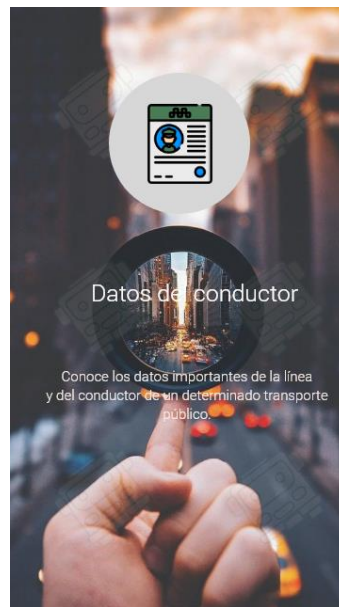 Datos del conductor
Conoce los datos importantes de la línea
y del conductor de un determinado transporte
público.